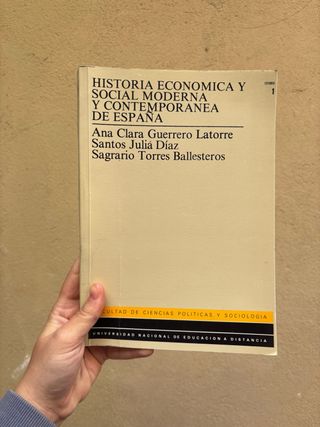 HISTORIA ECONOMICA Y
SOCIAL MODERNA
Y CONTEMPORANEA
DE ESPAÑA
Ana Clara Guerrero Latorre
Santos Juliá Díaz
Sagrario Torres Ballesteros
1
FACULTAD DE CIENCIAS POLITICAS Y SOCIOLOGIA
UNIVERSIDAD NACIONAL DE EDUCACION A DISTANCIA